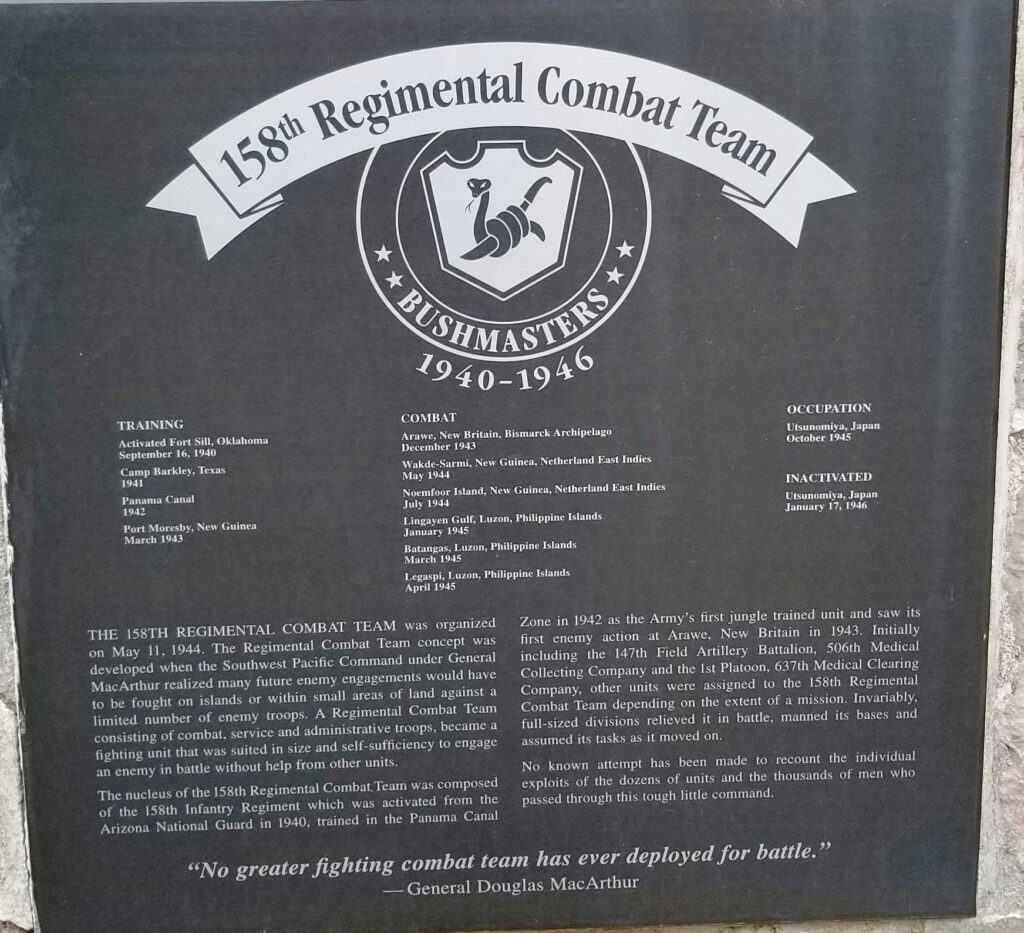 158th Regimental Combat Team
BUSHMASTERS
1940-1946
TRAINING
Activated Fort Sill, Oklahoma
September 16, 1940
Camp Barkley, Texas
1941
Panama Canal
1942
Port Moresby, New Guinea
March 1943
COMBAT
Arawe, New Britain, Bismarck Archipelago
December 1943
Wakde-Sarmi, New Guinea, Netherland East Indies
May 1944
Noemfoor Island, New Guinea, Netherland East Indies
July 1944
Lingayen Gulf, Luzon, Philippine Islands
January 1945
Batangas, Luzon, Philippine Islands
March 1945
Legaspi, Luzon, Philippine Islands
April 1945
OCCUPATION
Utsunomiya, Japan
October 1945
INACTIVATED
Utsunomiya, Japan
January 17, 1946
THE 158TH REGIMENTAL COMBAT TEAM was organized
on May 11, 1944. The Regimental Combat Team concept was
developed when the Southwest Pacific Command under General
MacArthur realized many future enemy engagements would have
to be fought on islands or within small areas of land against a
limited number of enemy troops. A Regimental Combat Team
consisting of combat, service and administrative troops, became a
fighting unit that was suited in size and self-sufficiency to engage
an enemy in battle without help from other units.
The nucleus of the 158th Regimental Combat Team was composed
of the 158th Infantry Regiment which was activated from the
Arizona National Guard in 1940, trained in the Panama Canal
Zone in 1942 as the Army's first jungle trained unit and saw its
first enemy action at Arawe, New Britain in 1943. Initially
including the 147th Field Artillery Battalion, 506th Medical
Collecting Company and the 1st Platoon, 637th Medical Clearing
Company, other units were assigned to the 158th Regimental
Combat Team depending on the extent of a mission. Invariably,
full-sized divisions relieved it in battle, manned its bases and
assumed its tasks as it moved on.
No known attempt has been made to recount the individual
exploits of the dozens of units and the thousands of men who
passed through this tough little command.
"No greater fighting combat team has ever deployed for battle."
— General Douglas MacArthur